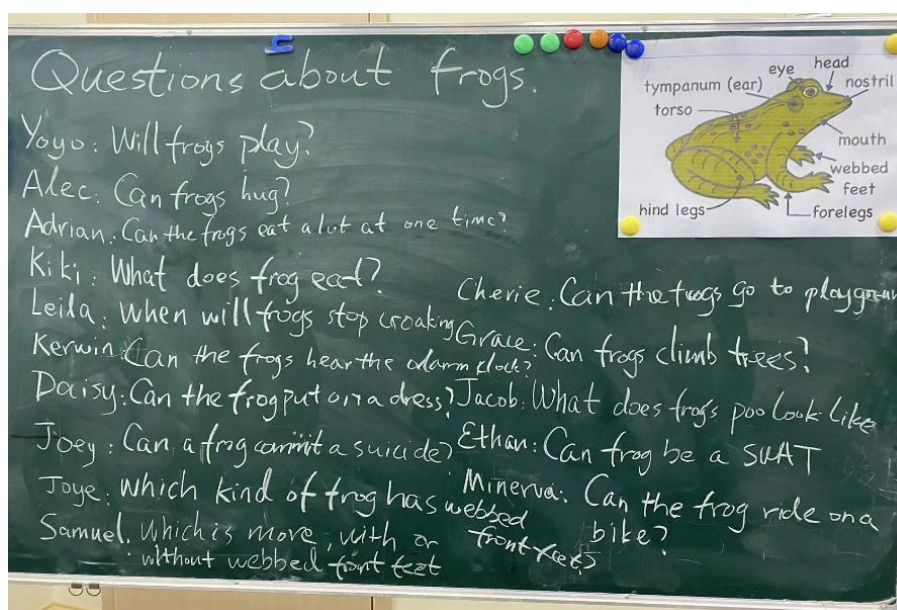 Questions about frogs.
Yoyo: Will frogs play?
Alec: Can frogs hug?
Adrian: Can the frogs eat a lot at one time?
Kiki: What does frog eat?
Leila: When will frogs stop croaking
Kerwin: Can the frogs hear the alarm clock?
Daisy: Can the frog put on a dress?
Joey: Can a frog commit a suicide?
Joye: which kind of frog has webbed
front feet?
Samuel: Which is more, with or
without webbed front feet
Cherie: Can the frogs go to playground
Grace: Can frogs climb trees?
Jacob: What does frog's poo look like
Ethan: Can frog be a SWAT
Minerva: Can the frog ride on a
bike?
eye
head
tympanum (ear)
nostril
torso
mouth
webbed
feet
hind legs
forelegs